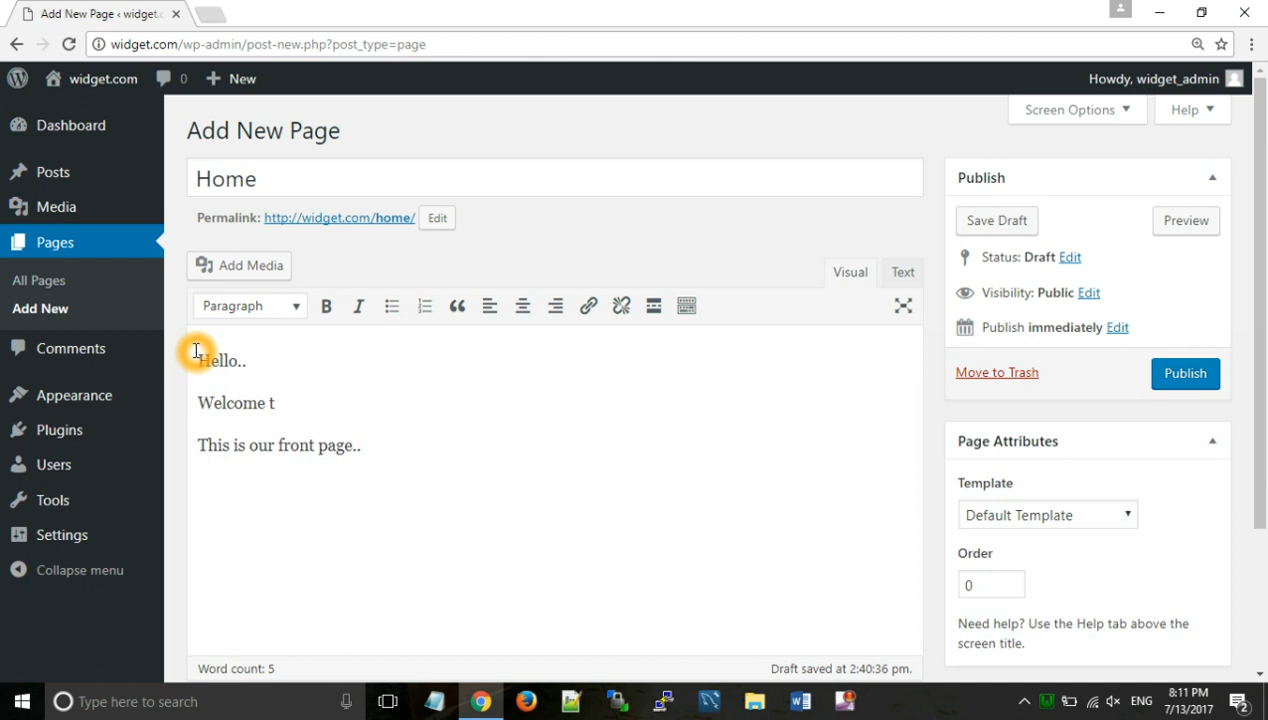 Add New Page ‹ widget.c
widget.com/wp-admin/post-new.php?post_type=page
widget.com 0 New Howdy, widget_admin
Screen Options Help
Dashboard
Posts
Media
Pages
All Pages
Add New
Comments
Appearance
Plugins
Users
Tools
Settings
Collapse menu
Add New Page
Home
Permalink: http://widget.com/home/ Edit
Add Media
Visual Text
Paragraph B I
Hello..
Welcome t
This is our front page..
Word count: 5 Draft saved at 2:40:36 pm.
Publish
Save Draft Preview
Status: Draft Edit
Visibility: Public Edit
Publish immediately Edit
Move to Trash Publish
Page Attributes
Template
Default Template
Order
0
Need help? Use the Help tab above the
screen title.
Type here to search
ENG
8:11 PM
7/13/2017
2